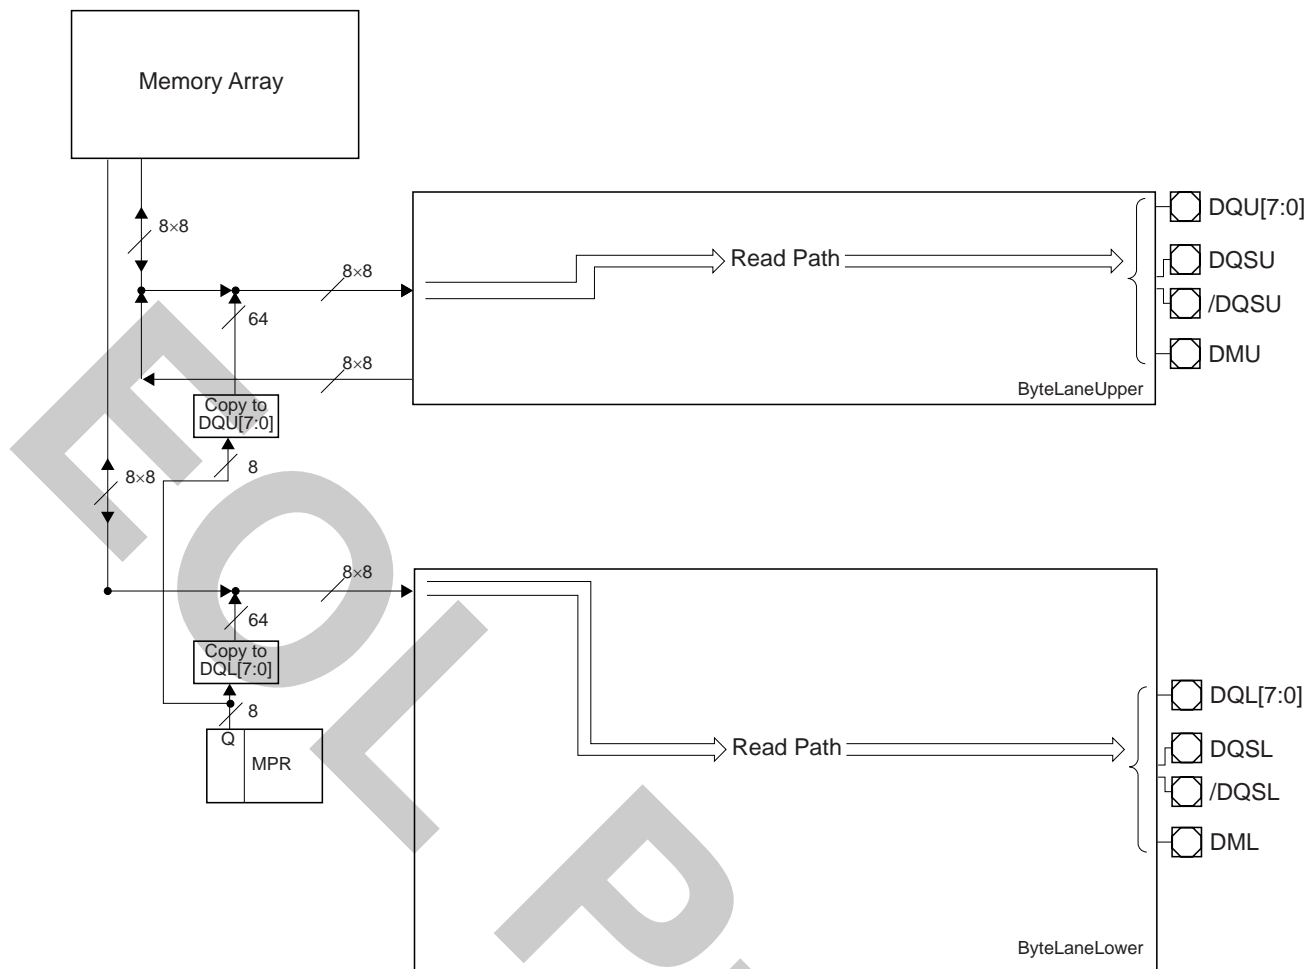 Memory Array
8×8
8×8
8×8
64
8×8
Copy to
DQU[7:0]
8
Read Path
ByteLaneUpper
DQU[7:0]
DQSU
/DQSU
DMU
8×8
64
Copy to
DQL[7:0]
8
Q
MPR
Read Path
ByteLaneLower
DQL[7:0]
DQSL
/DQSL
DML
EOL P